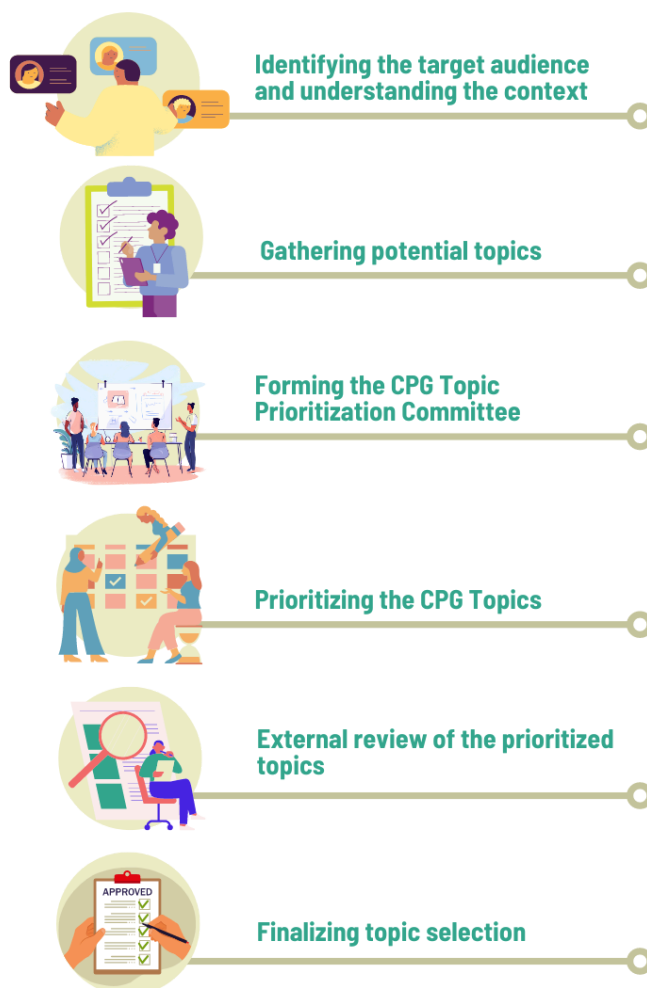 Identifying the target audience
and understanding the context
Gathering potential topics
Forming the CPG Topic
Prioritization Committee
Prioritizing the CPG Topics
External review of the prioritized
topics
APPROVED
Finalizing topic selection